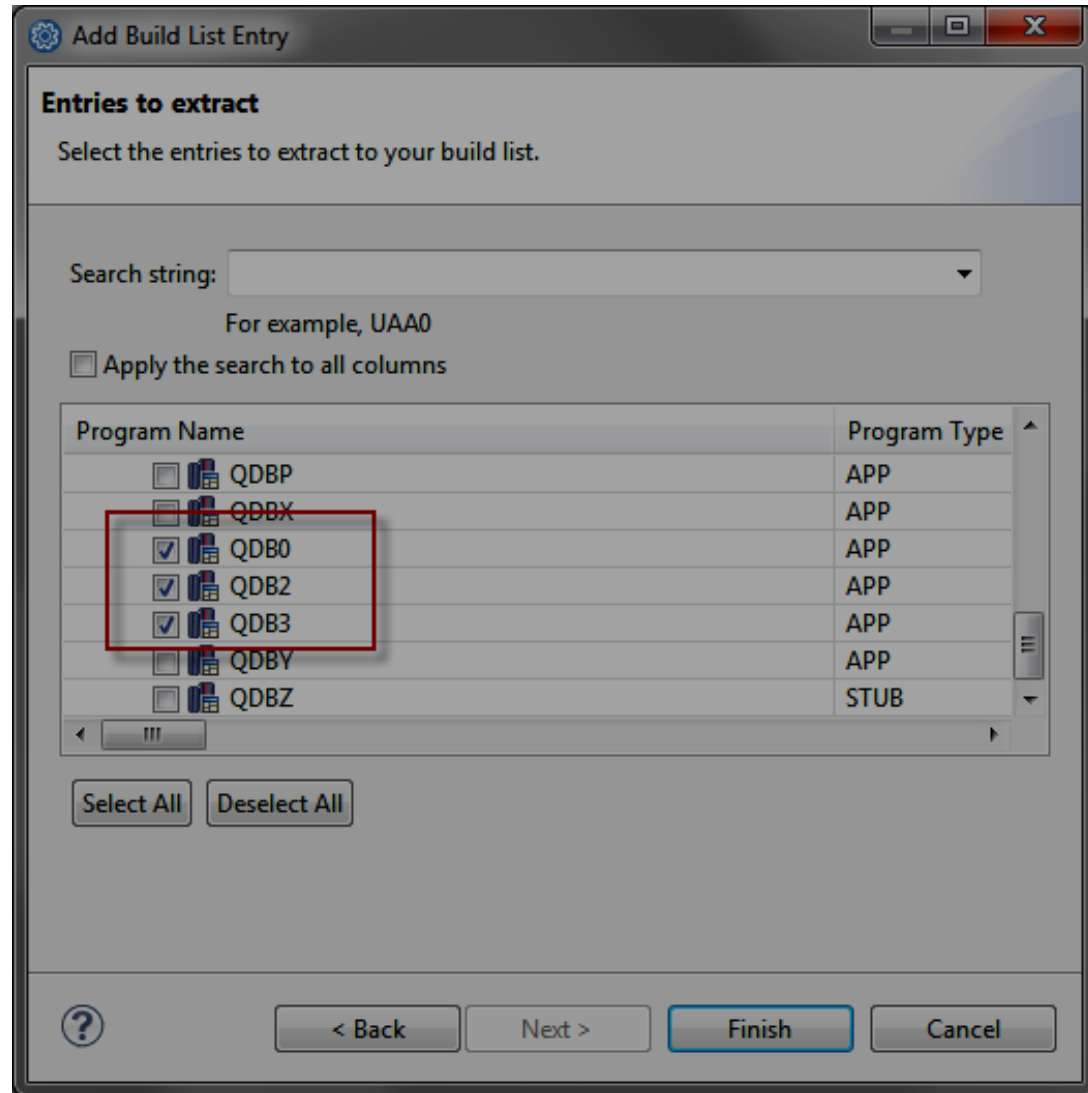 Add Build List Entry
Entries to extract
Select the entries to extract to your build list.
Search string:
For example, UAA0
Apply the search to all columns
Program Name Program Type
QDBP APP
QDBX APP
QDB0 APP
QDB2 APP
QDB3 APP
QDBY APP
QDBZ STUB
Select All Deselect All
? < Back Next > Finish Cancel